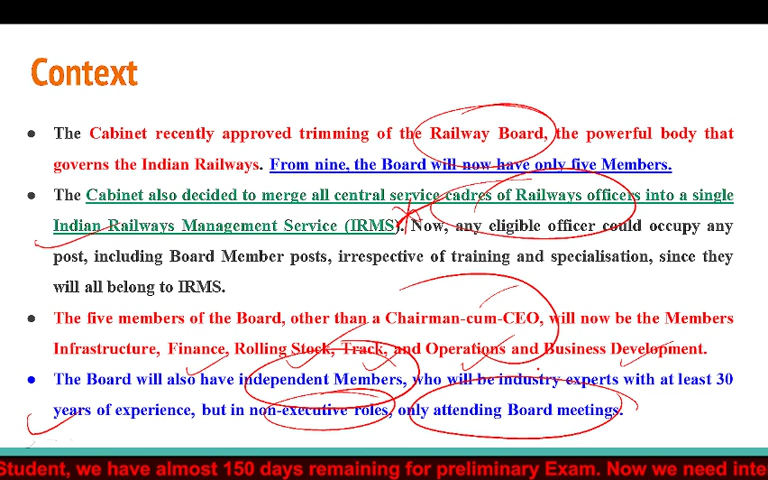 Context
● The Cabinet recently approved trimming of the Railway Board, the powerful body that
governs the Indian Railways. From nine, the Board will now have only five Members.
● The Cabinet also decided to merge all central service cadres of Railways officers into a single
Indian Railways Management Service (IRMS). Now, any eligible officer could occupy any
post, including Board Member posts, irrespective of training and specialisation, since they
will all belong to IRMS.
● The five members of the Board, other than a Chairman-cum-CEO, will now be the Members
Infrastructure, Finance, Rolling Stock, Track, and Operations and Business Development.
● The Board will also have independent Members, who will be industry experts with at least 30
years of experience, but in non-executive roles, only attending Board meetings.
Student, we have almost 150 days remaining for preliminary Exam. Now we need inte